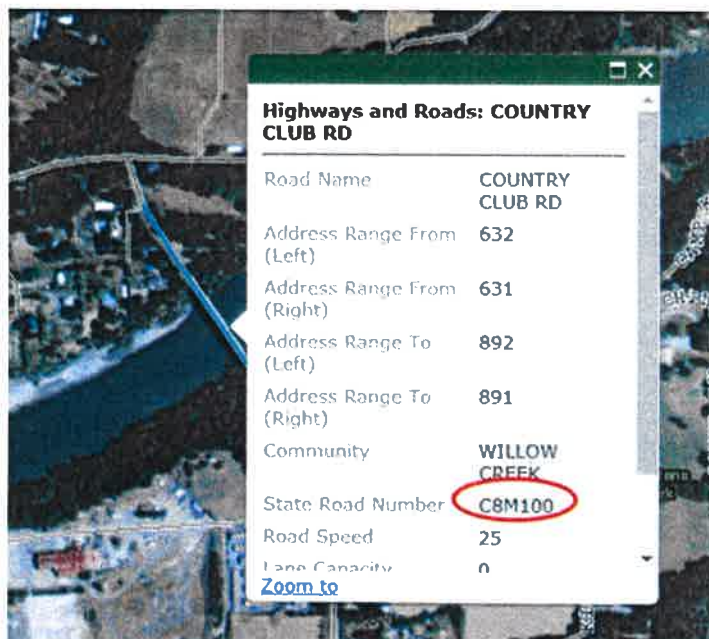 Highways and Roads: COUNTRY
CLUB RD
Road Name COUNTRY
CLUB RD
Address Range From 632
(Left)
Address Range From 631
(Right)
Address Range To 892
(Left)
Address Range To 891
(Right)
Community WILLOW
CREEK
State Road Number C8M100
Road Speed 25
Lane Capacity 0
Zoom to